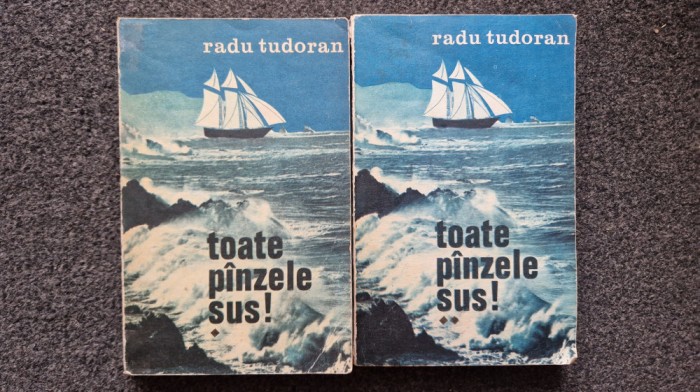 radu tudoran
toate
pînzele
sus!
radu tudoran
toate
pînzele
sus!